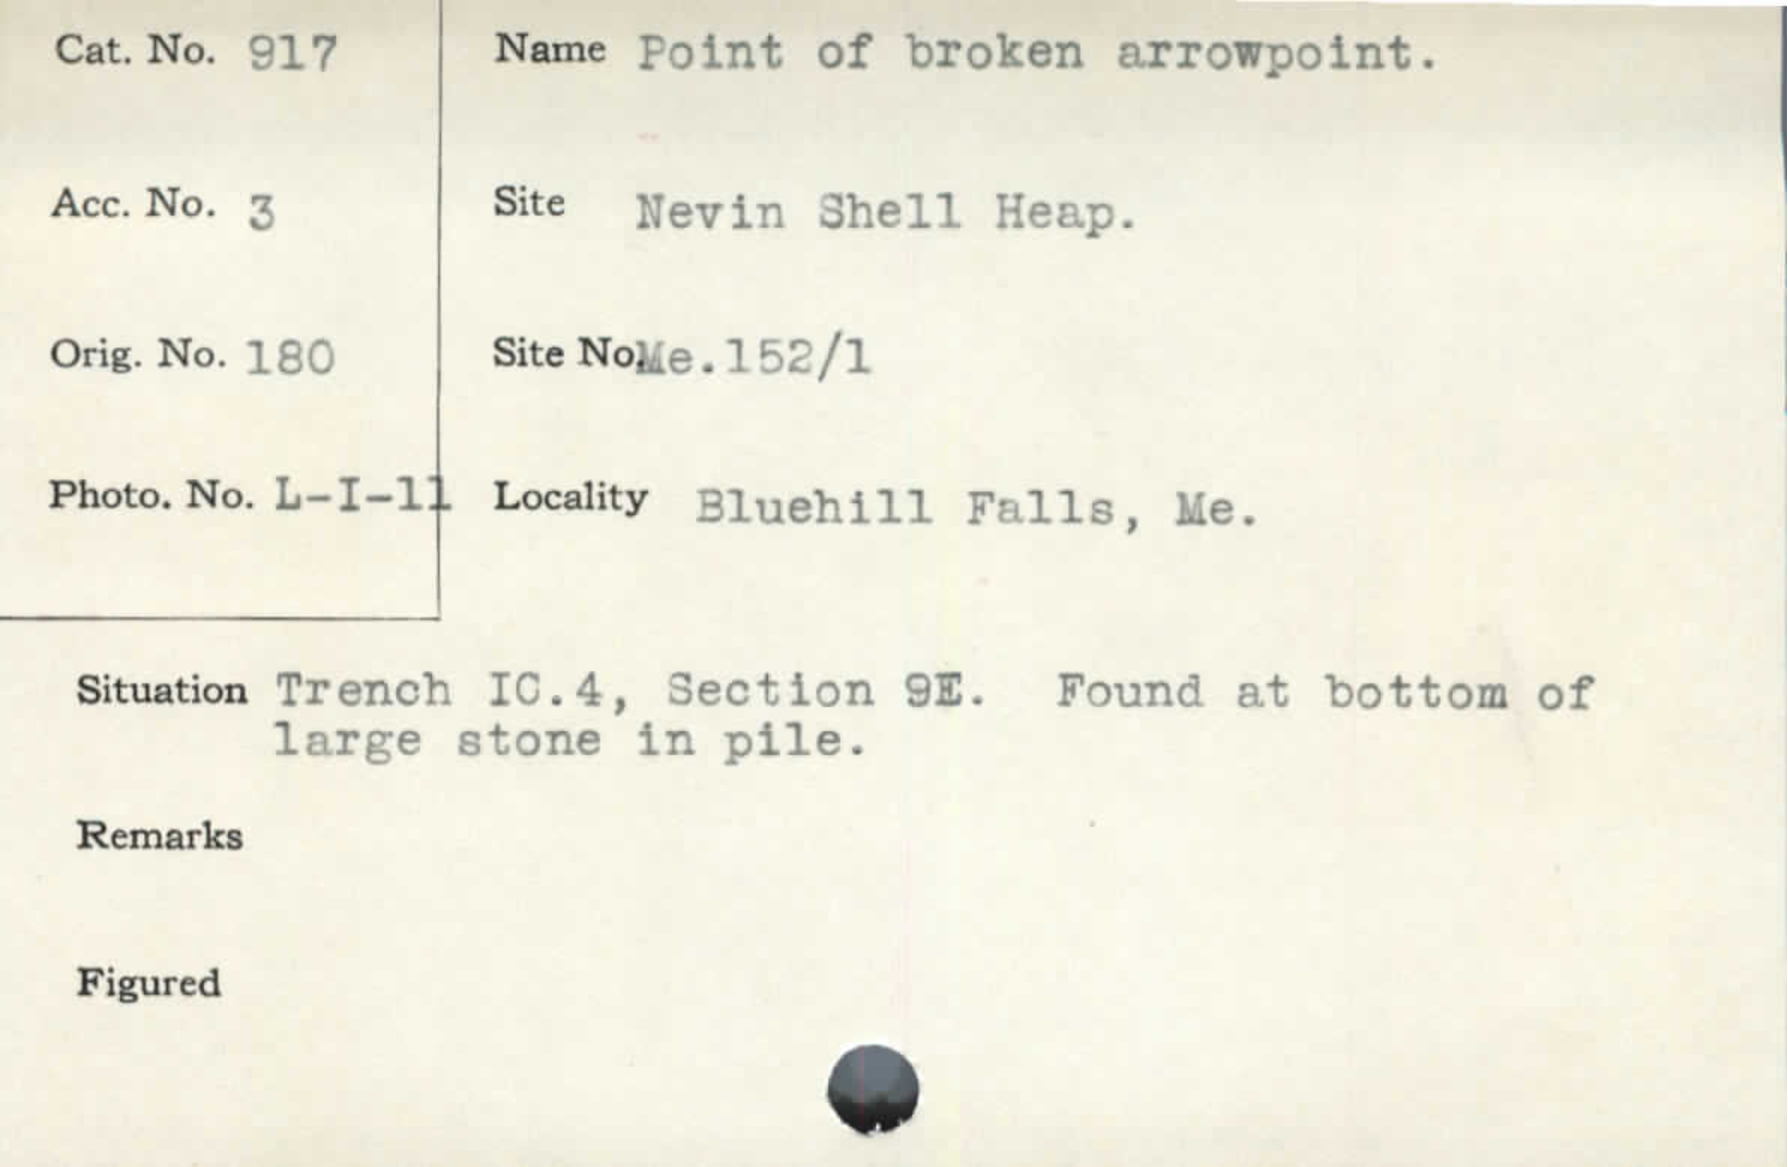 Cat. No. 917
Name Point of broken arrowpoint.
Acc. No. 3
Site Nevin Shell Heap.
Orig. No. 180
Site No. Me.152/1
Photo. No. L-I-11
Locality Bluehill Falls, Me.
Situation Trench IC.4, Section 9E. Found at bottom of
large stone in pile.
Remarks
Figured